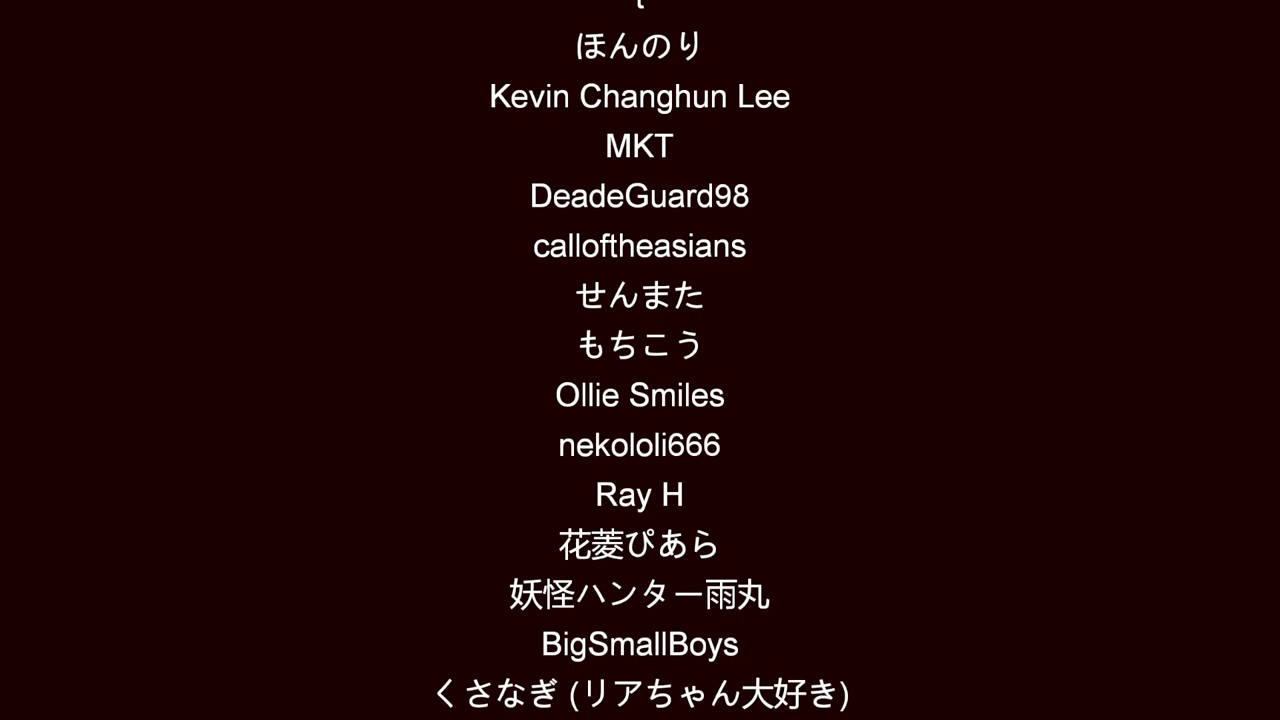 ほんのり
Kevin Changhun Lee
MKT
DeadeGuard98
calloftheasians
せんまた
もちこう
Ollie Smiles
nekololi666
Ray H
花菱ぴあら
妖怪ハンター雨丸
BigSmallBoys
くさなぎ (リアちゃん大好き)